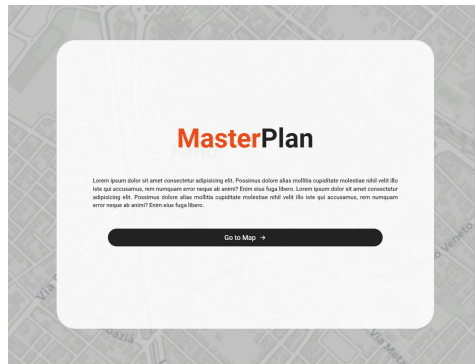 MasterPlan
Lorem ipsum dolor sit amet consectetur adipisicing elit. Possimus dolore alias mollitia cupiditate molestiae nihil velit illo
iste qui accusamus, rem numquam error neque ab animi? Enim eius fuga libero. Lorem ipsum dolor sit amet consectetur
adipisicing elit. Possimus dolore alias mollitia cupiditate molestiae nihil velit illo iste qui accusamus, rem numquam
error neque ab animi? Enim eius fuga libero.
Go to Map →
Veneto
Via Meta